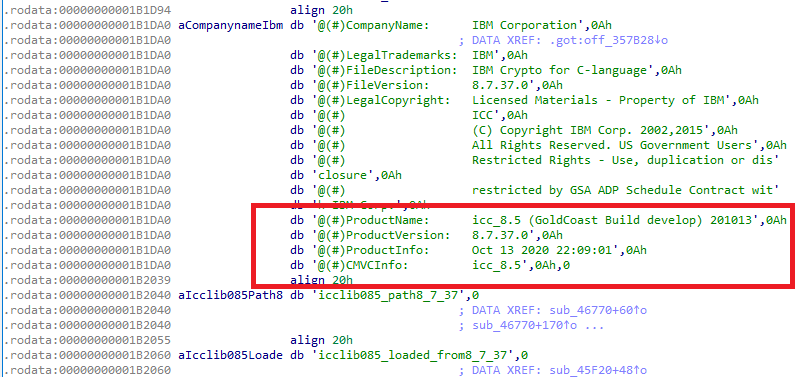 .rodata:00000000001B1D94 align 20h
.rodata:00000000001B1DA0 aCompanynameIbm db '@(#)CompanyName:      IBM Corporation',0Ah
.rodata:00000000001B1DA0 ; DATA XREF: .got:off_357B28↓o
.rodata:00000000001B1DA0 db '@(#)LegalTrademarks:  IBM',0Ah
.rodata:00000000001B1DA0 db '@(#)FileDescription:  IBM Crypto for C-language',0Ah
.rodata:00000000001B1DA0 db '@(#)FileVersion:      8.7.37.0',0Ah
.rodata:00000000001B1DA0 db '@(#)LegalCopyright:   Licensed Materials - Property of IBM',0Ah
.rodata:00000000001B1DA0 db '@(#)                  ICC',0Ah
.rodata:00000000001B1DA0 db '@(#)                  (C) Copyright IBM Corp. 2002,2015',0Ah
.rodata:00000000001B1DA0 db '@(#)                  All Rights Reserved. US Government Users',0Ah
.rodata:00000000001B1DA0 db '@(#)                  Restricted Rights - Use, duplication or dis'
.rodata:00000000001B1DA0 db 'closure',0Ah
.rodata:00000000001B1DA0 db '@(#)                  restricted by GSA ADP Schedule Contract wit'
.rodata:00000000001B1DA0 db 'h IBM Corp.',0Ah
.rodata:00000000001B1DA0 db '@(#)ProductName:      icc_8.5 (GoldCoast Build develop) 201013',0Ah
.rodata:00000000001B1DA0 db '@(#)ProductVersion:   8.7.37.0',0Ah
.rodata:00000000001B1DA0 db '@(#)ProductInfo:      Oct 13 2020 22:09:01',0Ah
.rodata:00000000001B1DA0 db '@(#)CMVCInfo:         icc_8.5',0Ah,0
.rodata:00000000001B2039 align 20h
.rodata:00000000001B2040 aIcclib085Path8 db 'icclib085_path8_7_37',0
.rodata:00000000001B2040 ; DATA XREF: sub_46770+60↑o
.rodata:00000000001B2040 ; sub_46770+170↑o ...
.rodata:00000000001B2055 align 20h
.rodata:00000000001B2060 aIcclib085Loade db 'icclib085_loaded_from8_7_37',0
.rodata:00000000001B2060 ; DATA XREF: sub_45F20+48↑o